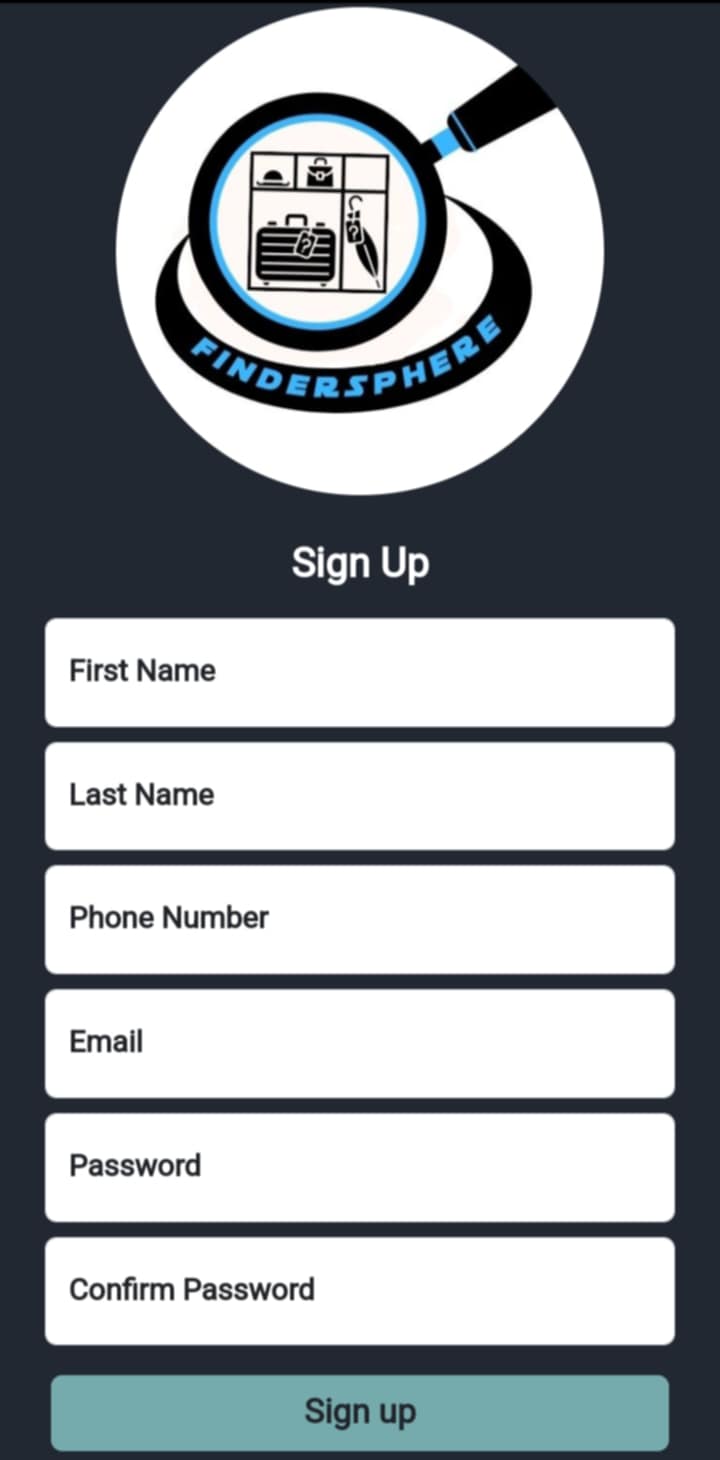 FINDERSPHERE
Sign Up
First Name
Last Name
Phone Number
Email
Password
Confirm Password
Sign up